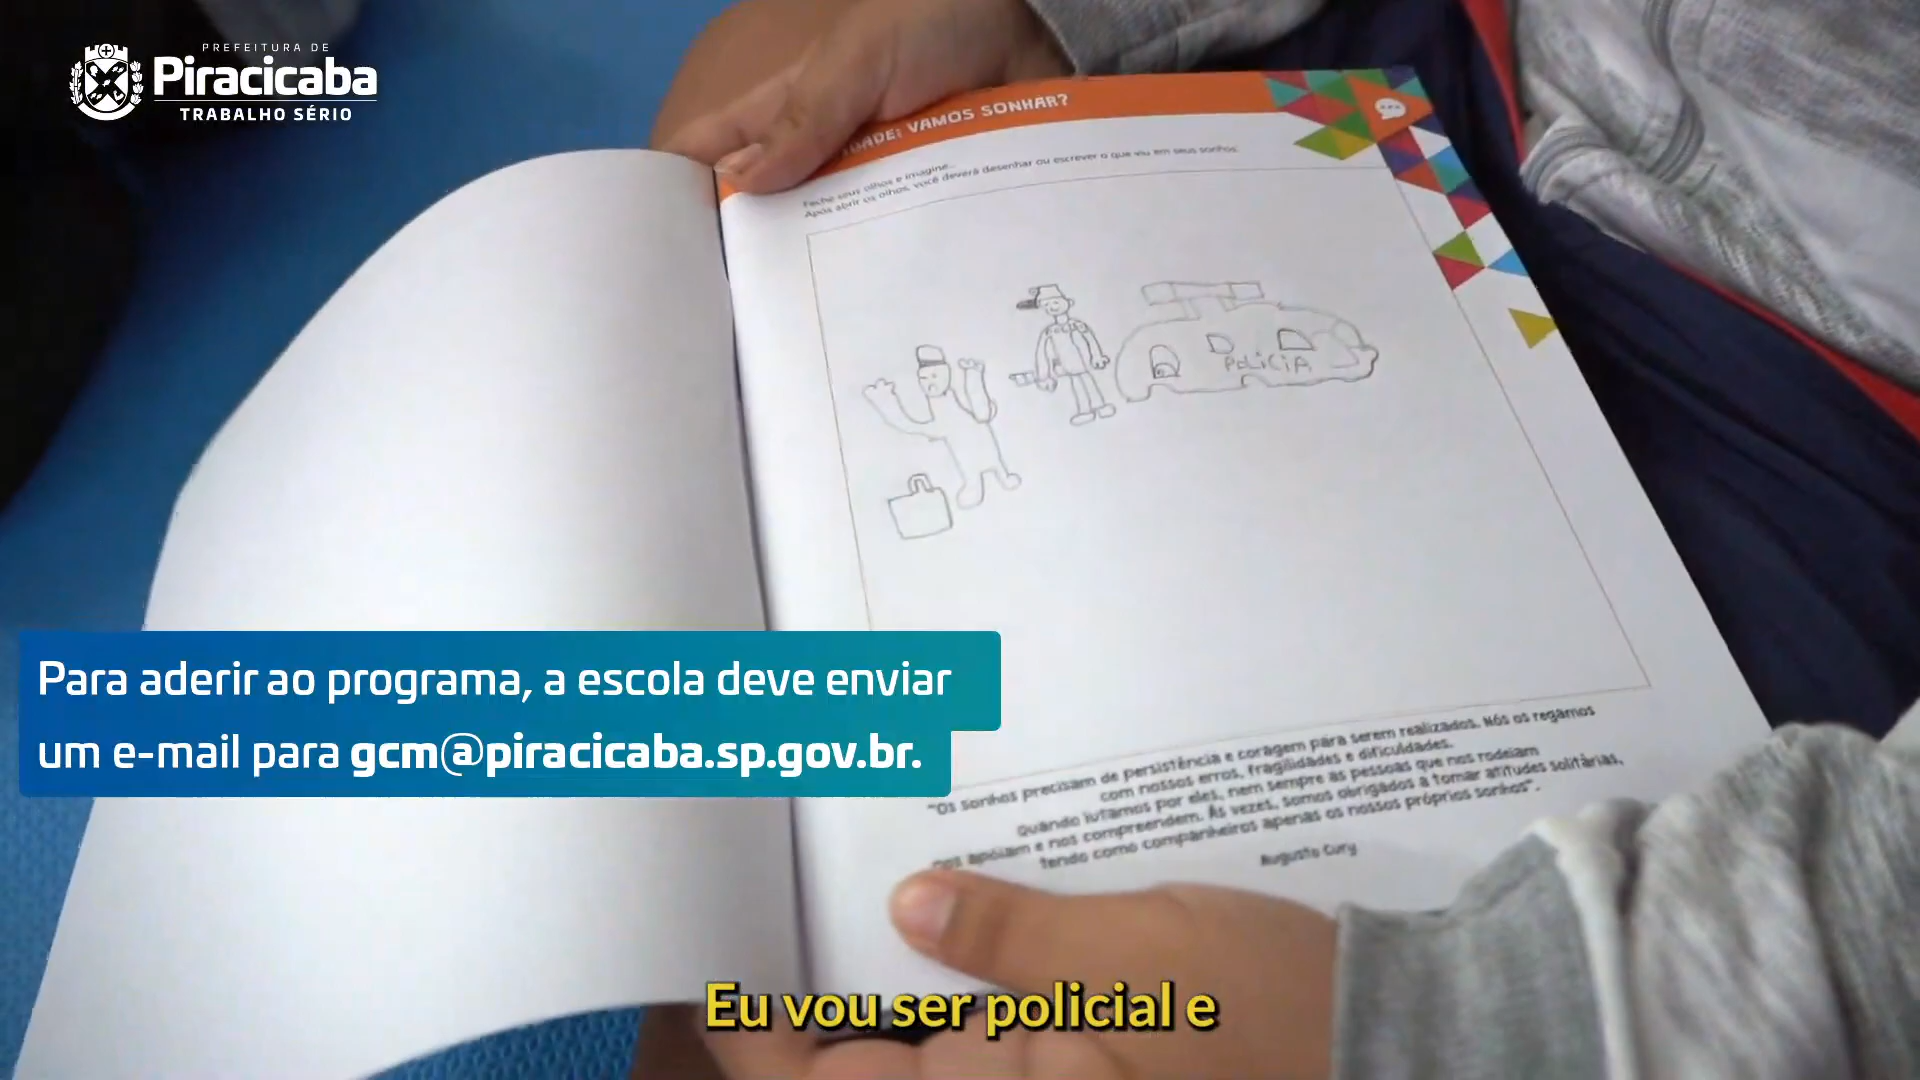 PREFEITURA DE
Piracicaba
TRABALHO SÉRIO
DADE: VAMOS SONHAR?
Feche seus olhos e imagine...
Após abrir os olhos, você deverá desenhar ou escrever o que viu em seus sonhos.
POLICIA
Para aderir ao programa, a escola deve enviar
um e-mail para gcm@piracicaba.sp.gov.br.
"Os sonhos precisam de persistência e coragem para serem realizados. Nós os regamos
com nossos erros, fragilidades e dificuldades.
Quando lutamos por eles, nem sempre as pessoas que nos rodeiam
nos apóiam e nos compreendem. Às vezes, somos obrigados a tomar atitudes solitárias,
tendo como companheiros apenas os nossos próprios sonhos".
Augusto Cury
Eu vou ser policial e